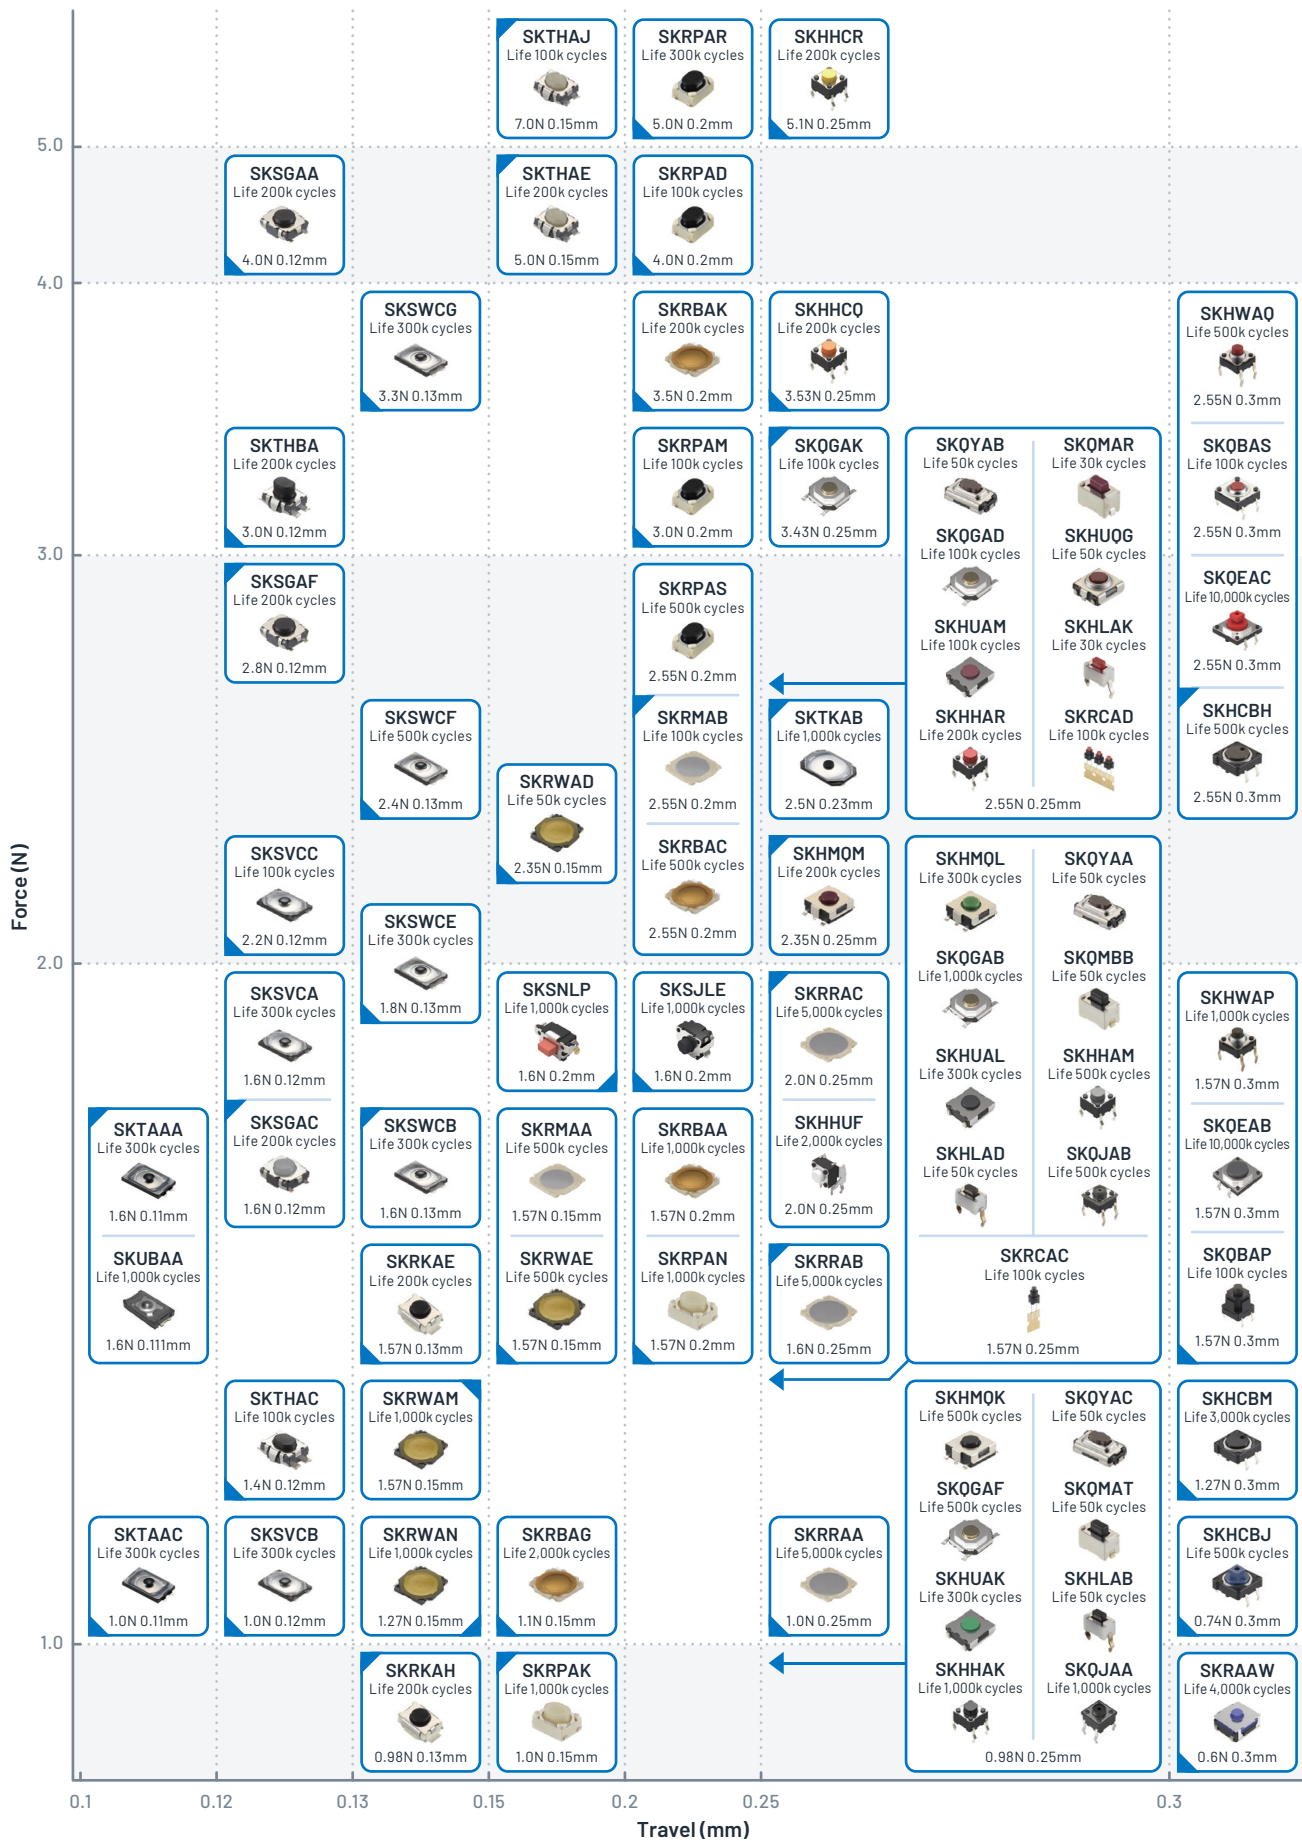 SKTHAJ
Life 100k cycles
7.0N 0.15mm
SKRPAR
Life 300k cycles
5.0N 0.2mm
SKHHCR
Life 200k cycles
5.1N 0.25mm
5.0
SKSGAA
Life 200k cycles
4.0N 0.12mm
SKTHAE
Life 200k cycles
5.0N 0.15mm
SKRPAD
Life 100k cycles
4.0N 0.2mm
4.0
SKSWCG
Life 300k cycles
3.3N 0.13mm
SKRBAK
Life 200k cycles
3.5N 0.2mm
SKHHCQ
Life 200k cycles
3.53N 0.25mm
SKHWAQ
Life 500k cycles
2.55N 0.3mm
SKQBAS
Life 100k cycles
2.55N 0.3mm
SKQEAC
Life 10,000k cycles
2.55N 0.3mm
SKHCBH
Life 500k cycles
2.55N 0.3mm
SKTHBA
Life 200k cycles
3.0N 0.12mm
SKRPAM
Life 100k cycles
3.0N 0.2mm
SKQGAK
Life 100k cycles
3.43N 0.25mm
SKQYAB
Life 50k cycles
SKQMAR
Life 30k cycles
SKQGAD
Life 100k cycles
SKHUQG
Life 50k cycles
SKHUAM
Life 100k cycles
SKHLAK
Life 30k cycles
SKHHAR
Life 200k cycles
SKRCAD
Life 100k cycles
2.55N 0.25mm
3.0
SKSGAF
Life 200k cycles
2.8N 0.12mm
SKRPAS
Life 500k cycles
2.55N 0.2mm
SKRMAB
Life 100k cycles
2.55N 0.2mm
SKRBAC
Life 500k cycles
2.55N 0.2mm
SKSWCF
Life 500k cycles
2.4N 0.13mm
SKRWAD
Life 50k cycles
2.35N 0.15mm
SKTKAB
Life 1,000k cycles
2.5N 0.23mm
SKSVCC
Life 100k cycles
2.2N 0.12mm
SKHMQM
Life 200k cycles
2.35N 0.25mm
SKSWCE
Life 300k cycles
1.8N 0.13mm
SKHMQL
Life 300k cycles
SKQYAA
Life 50k cycles
SKQGAB
Life 1,000k cycles
SKQMBB
Life 50k cycles
SKHUAL
Life 300k cycles
SKHHAM
Life 500k cycles
SKHLAD
Life 50k cycles
SKQJAB
Life 500k cycles
SKRCAC
Life 100k cycles
1.57N 0.25mm
Force (N)
2.0
SKSVCA
Life 300k cycles
1.6N 0.12mm
SKSGAC
Life 200k cycles
1.6N 0.12mm
SKSNLP
Life 1,000k cycles
1.6N 0.2mm
SKSJLE
Life 1,000k cycles
1.6N 0.2mm
SKRRAC
Life 5,000k cycles
2.0N 0.25mm
SKHHUF
Life 2,000k cycles
2.0N 0.25mm
SKHWAP
Life 1,000k cycles
1.57N 0.3mm
SKQEAB
Life 10,000k cycles
1.57N 0.3mm
SKQBAP
Life 100k cycles
1.57N 0.3mm
SKTAAA
Life 300k cycles
1.6N 0.11mm
SKUBAA
Life 1,000k cycles
1.6N 0.111mm
SKSWCB
Life 300k cycles
1.6N 0.13mm
SKRMAA
Life 500k cycles
1.57N 0.15mm
SKRWAE
Life 500k cycles
1.57N 0.15mm
SKRBAA
Life 1,000k cycles
1.57N 0.2mm
SKRPAN
Life 1,000k cycles
1.57N 0.2mm
SKRKAE
Life 200k cycles
1.57N 0.13mm
SKRRAB
Life 5,000k cycles
1.6N 0.25mm
SKTHAC
Life 100k cycles
1.4N 0.12mm
SKRWAM
Life 1,000k cycles
1.57N 0.15mm
SKHMQK
Life 500k cycles
SKQYAC
Life 50k cycles
SKQGAF
Life 500k cycles
SKQMAT
Life 50k cycles
SKHUAK
Life 300k cycles
SKHLAB
Life 50k cycles
SKHHAK
Life 1,000k cycles
SKQJAA
Life 1,000k cycles
0.98N 0.25mm
SKHCBM
Life 3,000k cycles
1.27N 0.3mm
SKTAAC
Life 300k cycles
1.0N 0.11mm
SKSVCB
Life 300k cycles
1.0N 0.12mm
SKRWAN
Life 1,000k cycles
1.27N 0.15mm
SKRBAG
Life 2,000k cycles
1.1N 0.15mm
SKRRAA
Life 5,000k cycles
1.0N 0.25mm
SKHCBJ
Life 500k cycles
0.74N 0.3mm
1.0
SKRKAH
Life 200k cycles
0.98N 0.13mm
SKRPAK
Life 1,000k cycles
1.0N 0.15mm
SKRAAW
Life 4,000k cycles
0.6N 0.3mm
0.1
0.12
0.13
0.15
0.2
0.25
0.3
Travel (mm)